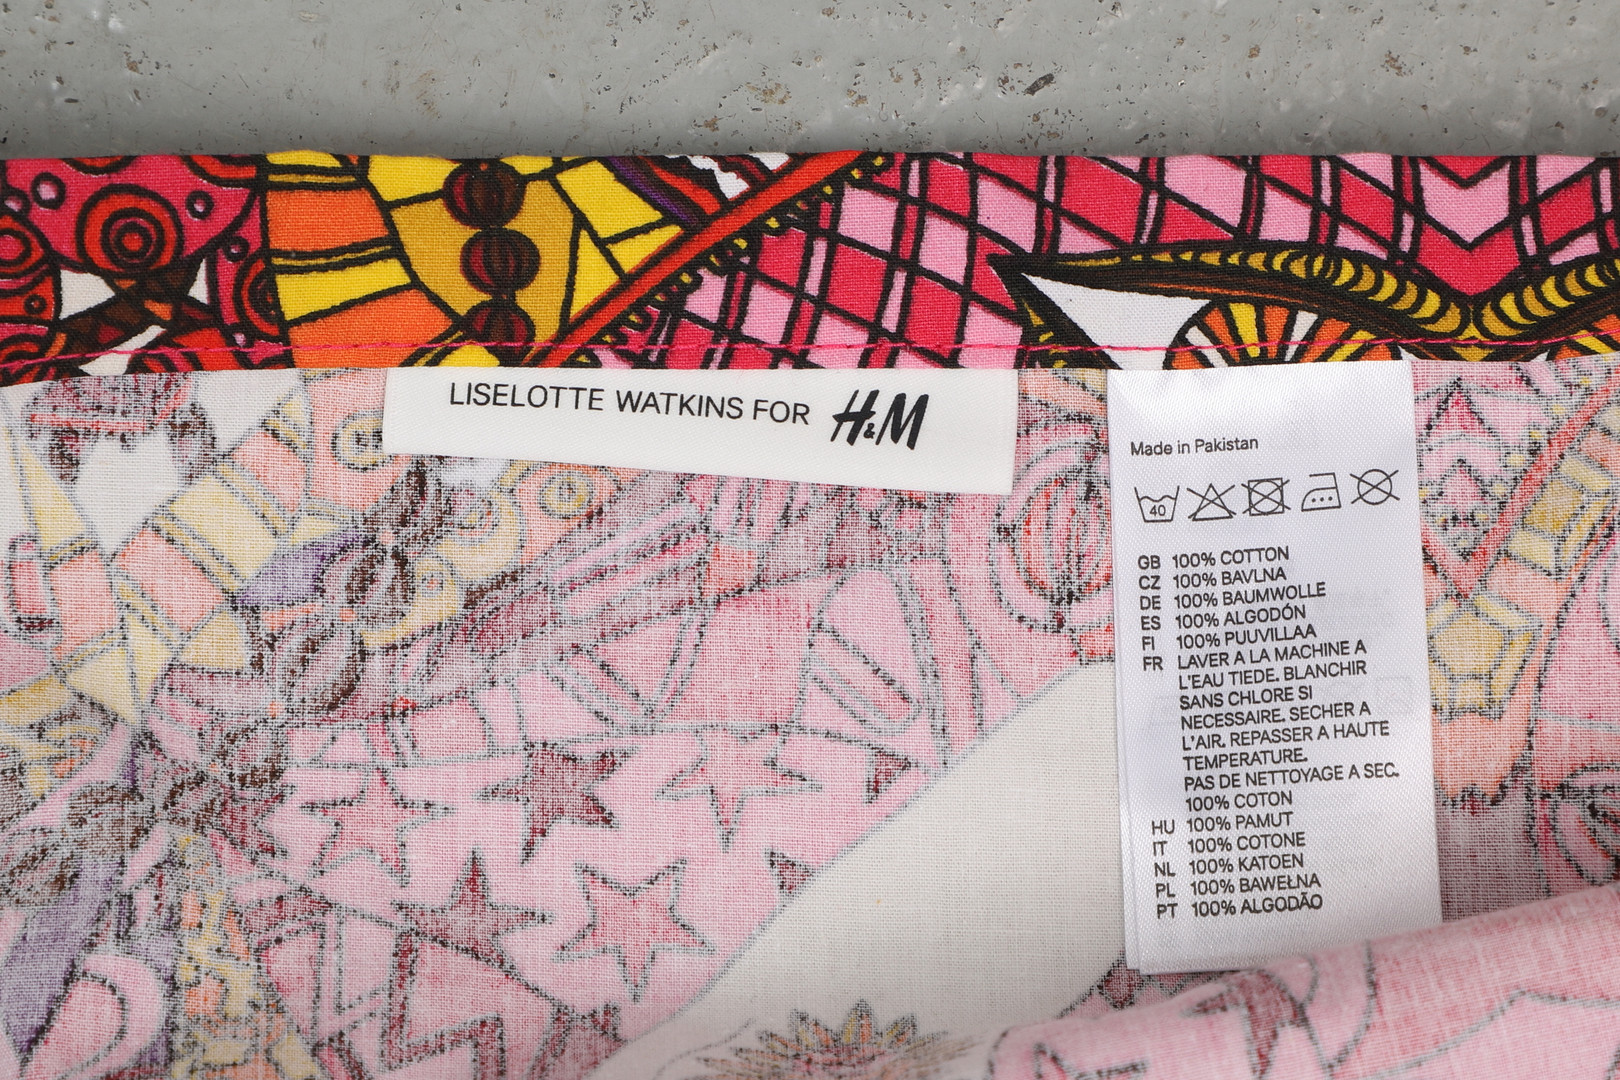 LISELOTTE WATKINS FOR H&M
Made in Pakistan
40
GB 100% COTTON
CZ 100% BAVLNA
DE 100% BAUMWOLLE
ES 100% ALGODÓN
FI 100% PUUVILLAA
FR LAVER A LA MACHINE A
L'EAU TIEDE. BLANCHIR
SANS CHLORE SI
NECESSAIRE. SECHER A
L'AIR. REPASSER A HAUTE
TEMPERATURE.
PAS DE NETTOYAGE A SEC.
100% COTON
HU 100% PAMUT
IT 100% COTONE
NL 100% KATOEN
PL 100% BAWEŁNA
PT 100% ALGODÃO